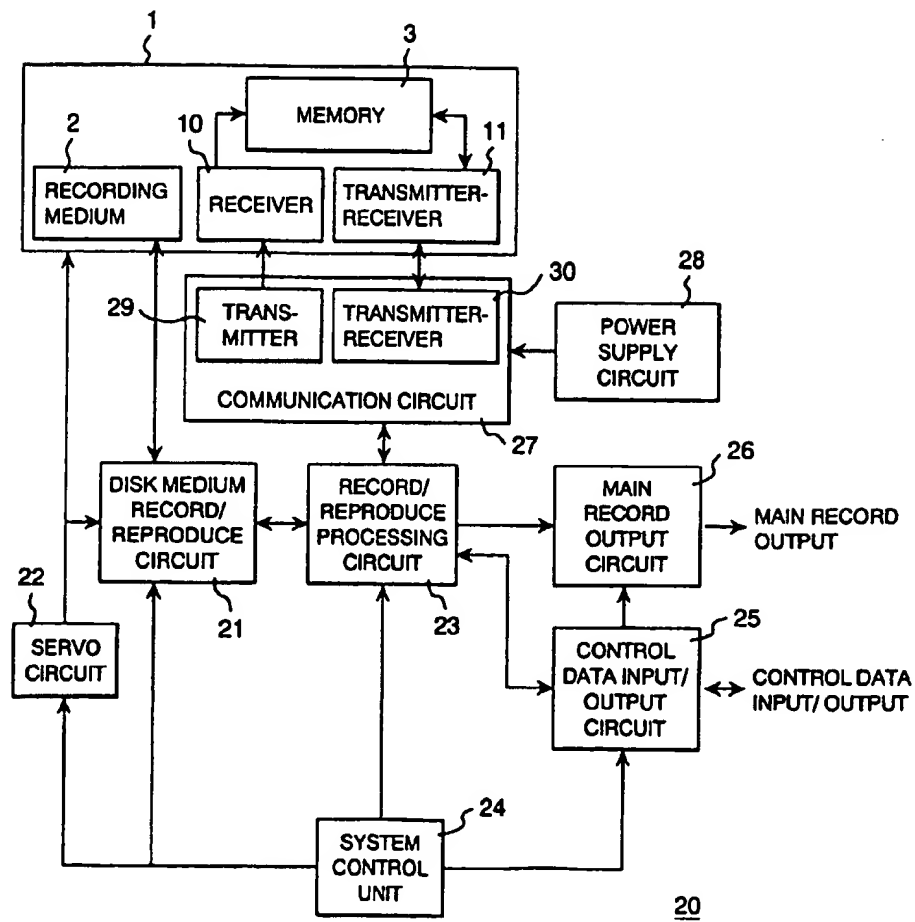 1
3
MEMORY
2
10
11
RECORDING
MEDIUM
RECEIVER
TRANSMITTER-
RECEIVER
29
TRANS-
MITTER
30
TRANSMITTER-
RECEIVER
28
POWER
SUPPLY
CIRCUIT
COMMUNICATION CIRCUIT
27
DISK MEDIUM
RECORD/
REPRODUCE
CIRCUIT
21
RECORD/
REPRODUCE
PROCESSING
CIRCUIT
23
26
MAIN
RECORD
OUTPUT
CIRCUIT
MAIN RECORD
OUTPUT
22
SERVO
CIRCUIT
25
CONTROL
DATA INPUT/
OUTPUT
CIRCUIT
CONTROL DATA
INPUT/ OUTPUT
24
SYSTEM
CONTROL
UNIT
20